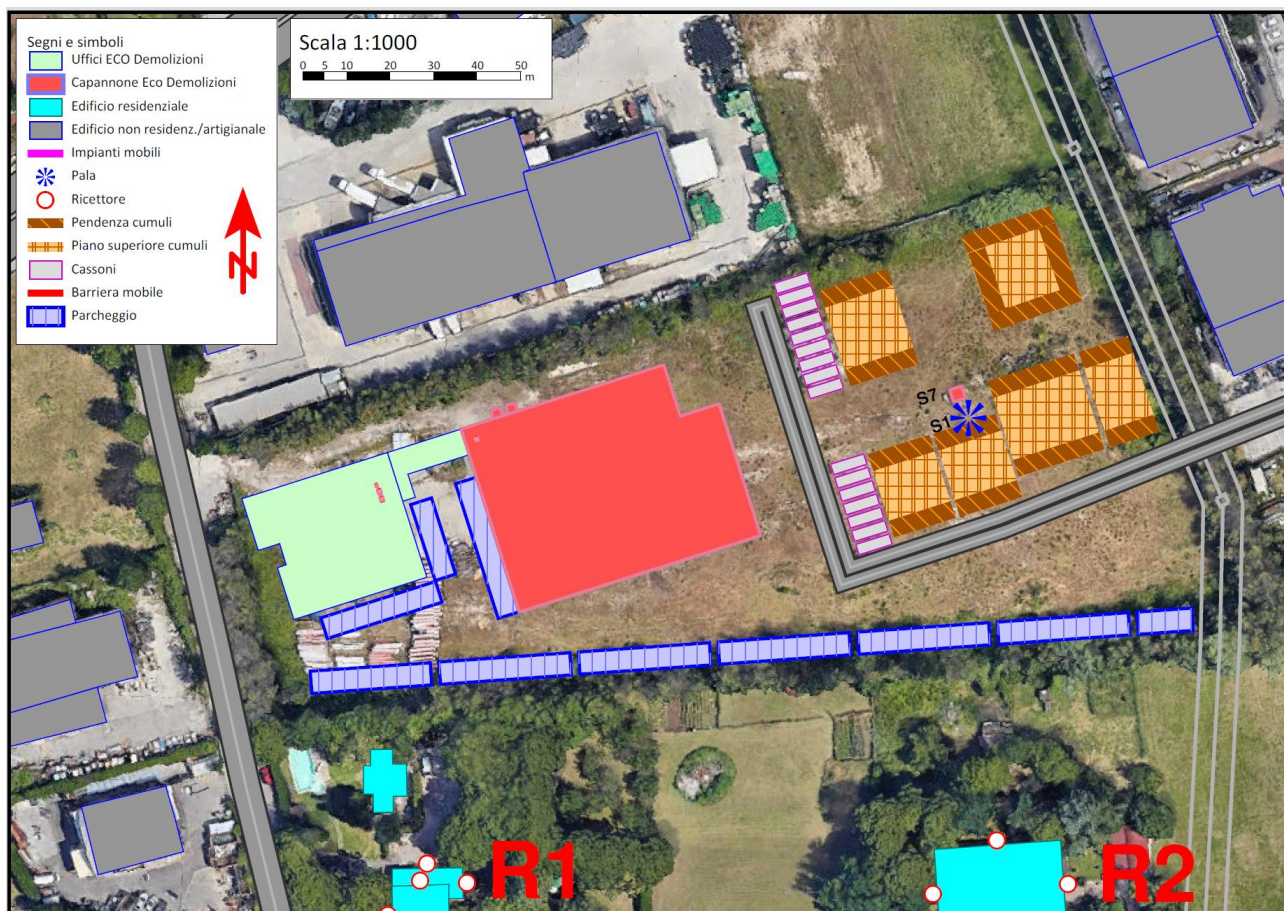 Segni e simboli
Uffici ECO Demolizioni
Capannone Eco Demolizioni
Edificio residenziale
Edificio non residenz./artigianale
Impianti mobili
Pala
Ricettore
Pendenza cumuli
Piano superiore cumuli
Cassoni
Barriera mobile
Parcheggio
N
Scala 1:1000
0 5 10 20 30 40 50
m
S7
S1
R1
R2